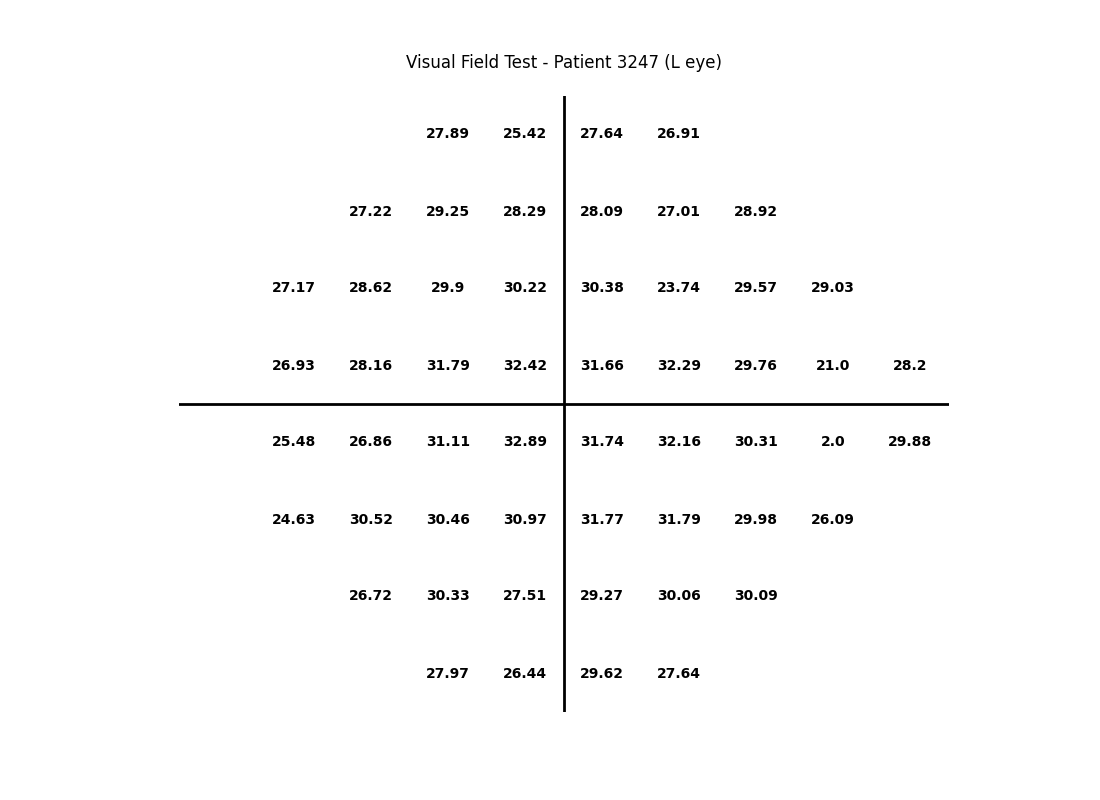 Visual Field Test - Patient 3247 (L eye)
27.89 25.42 27.64 26.91
27.22 29.25 28.29 28.09 27.01 28.92
27.17 28.62 29.9 30.22 30.38 23.74 29.57 29.03
26.93 28.16 31.79 32.42 31.66 32.29 29.76 21.0 28.2
25.48 26.86 31.11 32.89 31.74 32.16 30.31 2.0 29.88
24.63 30.52 30.46 30.97 31.77 31.79 29.98 26.09
26.72 30.33 27.51 29.27 30.06 30.09
27.97 26.44 29.62 27.64